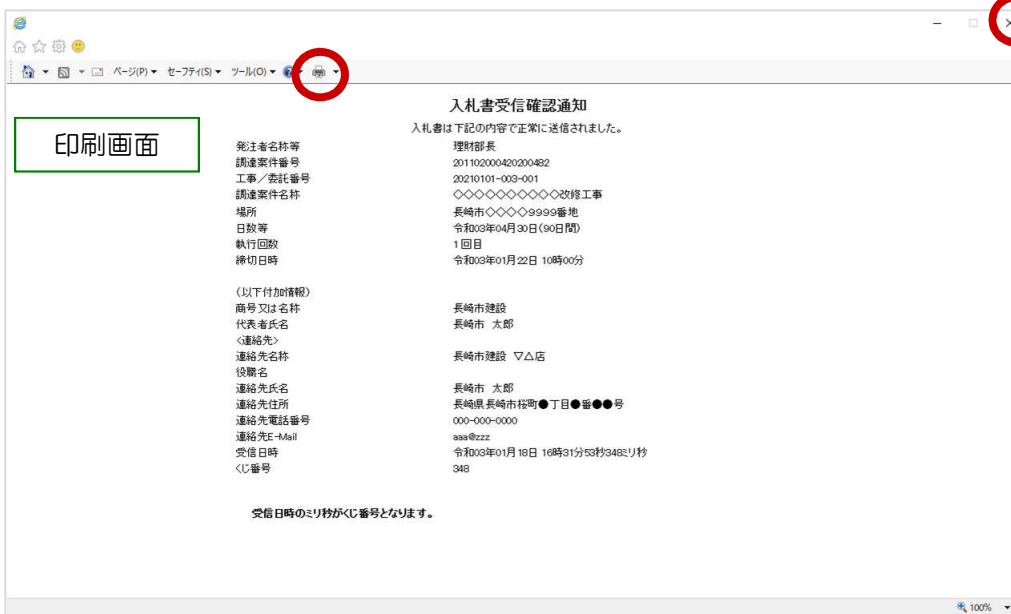 ページ(P) セーフティ(S) ツール(O)
印刷画面
入札書受信確認通知
入札書は下記の内容で正常に送信されました。
発注者名称等 理財部長
調達案件番号 201102000420200482
工事／委託番号 20210101-003-001
調達案件名称 ◇◇◇◇◇◇◇◇◇◇改修工事
場所 長崎市◇◇◇◇9999番地
日数等 令和03年04月30日(90日間)
執行回数 1回目
締切日時 令和03年01月22日 10時00分
(以下付加情報)
商号又は名称 長崎市建設
代表者氏名 長崎市 太郎
<連絡先>
連絡先名称 長崎市建設 ▽△店
役職名
連絡先氏名 長崎市 太郎
連絡先住所 長崎県長崎市桜町●丁目●番●●号
連絡先電話番号 000-000-0000
連絡先E-Mail aaa@zzz
受信日時 令和03年01月18日 16時31分53秒348ミリ秒
くじ番号 348
受信日時のミリ秒がくじ番号となります。
100%